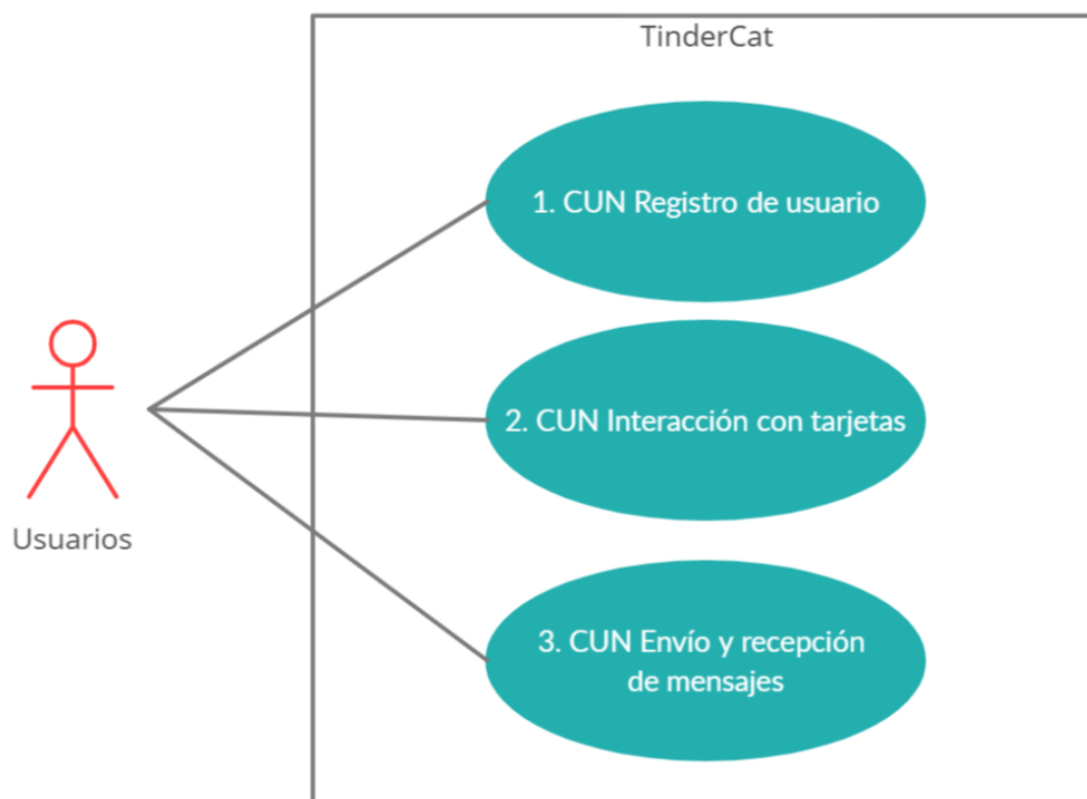 TinderCat
1. CUN Registro de usuario
2. CUN Interacción con tarjetas
Usuarios
3. CUN Envío y recepción
de mensajes